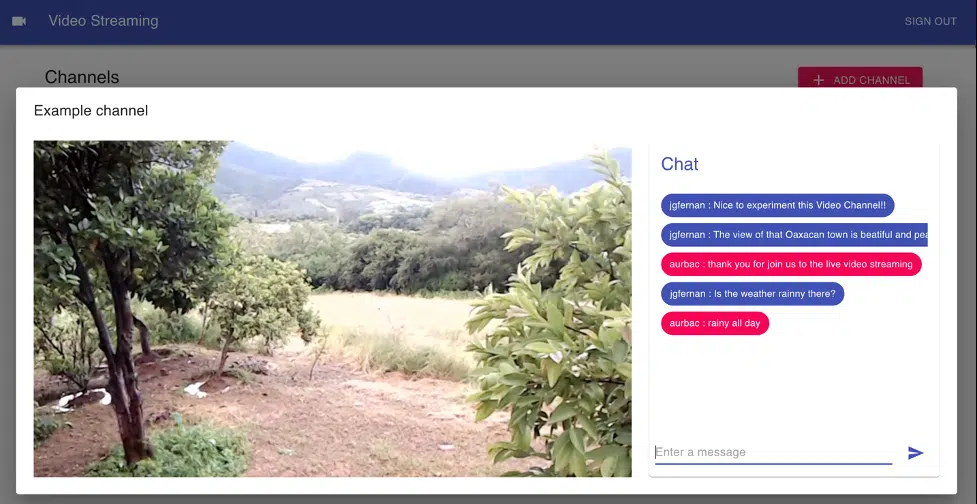 Video Streaming
SIGN OUT
Channels
ADD CHANNEL
Example channel
Chat
jgfernan : Nice to experiment this Video Channel!!
jgfernan : The view of that Oaxacan town is beatiful and pea
aurbac : thank you for join us to the live video streaming
jgfernan : Is the weather rainny there?
aurbac : rainy all day
Enter a message